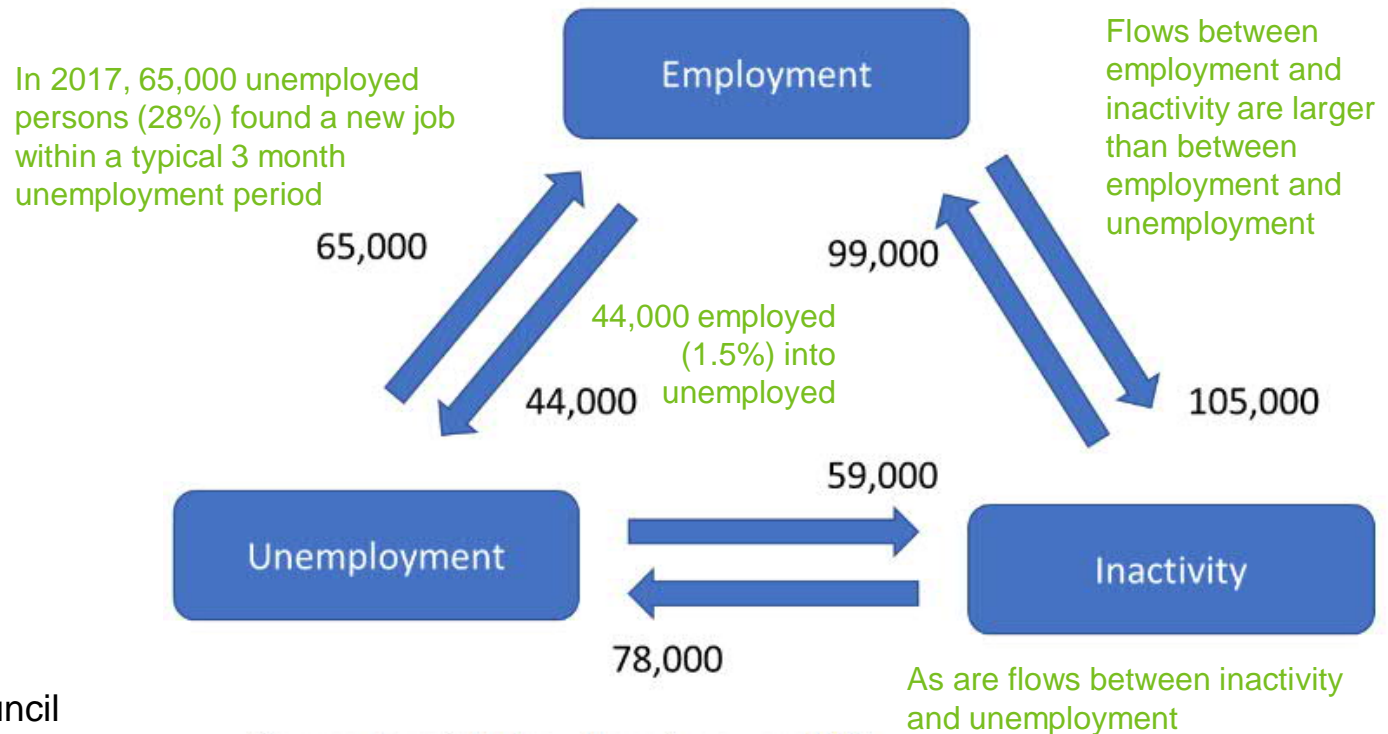 Employment
In 2017, 65,000 unemployed
persons (28%) found a new job
within a typical 3 month
unemployment period
Flows between
employment and
inactivity are larger
than between
employment and
unemployment
65,000
99,000
44,000 employed
(1.5%) into
unemployed
44,000
105,000
59,000
Unemployment
Inactivity
78,000
As are flows between inactivity
and unemployment